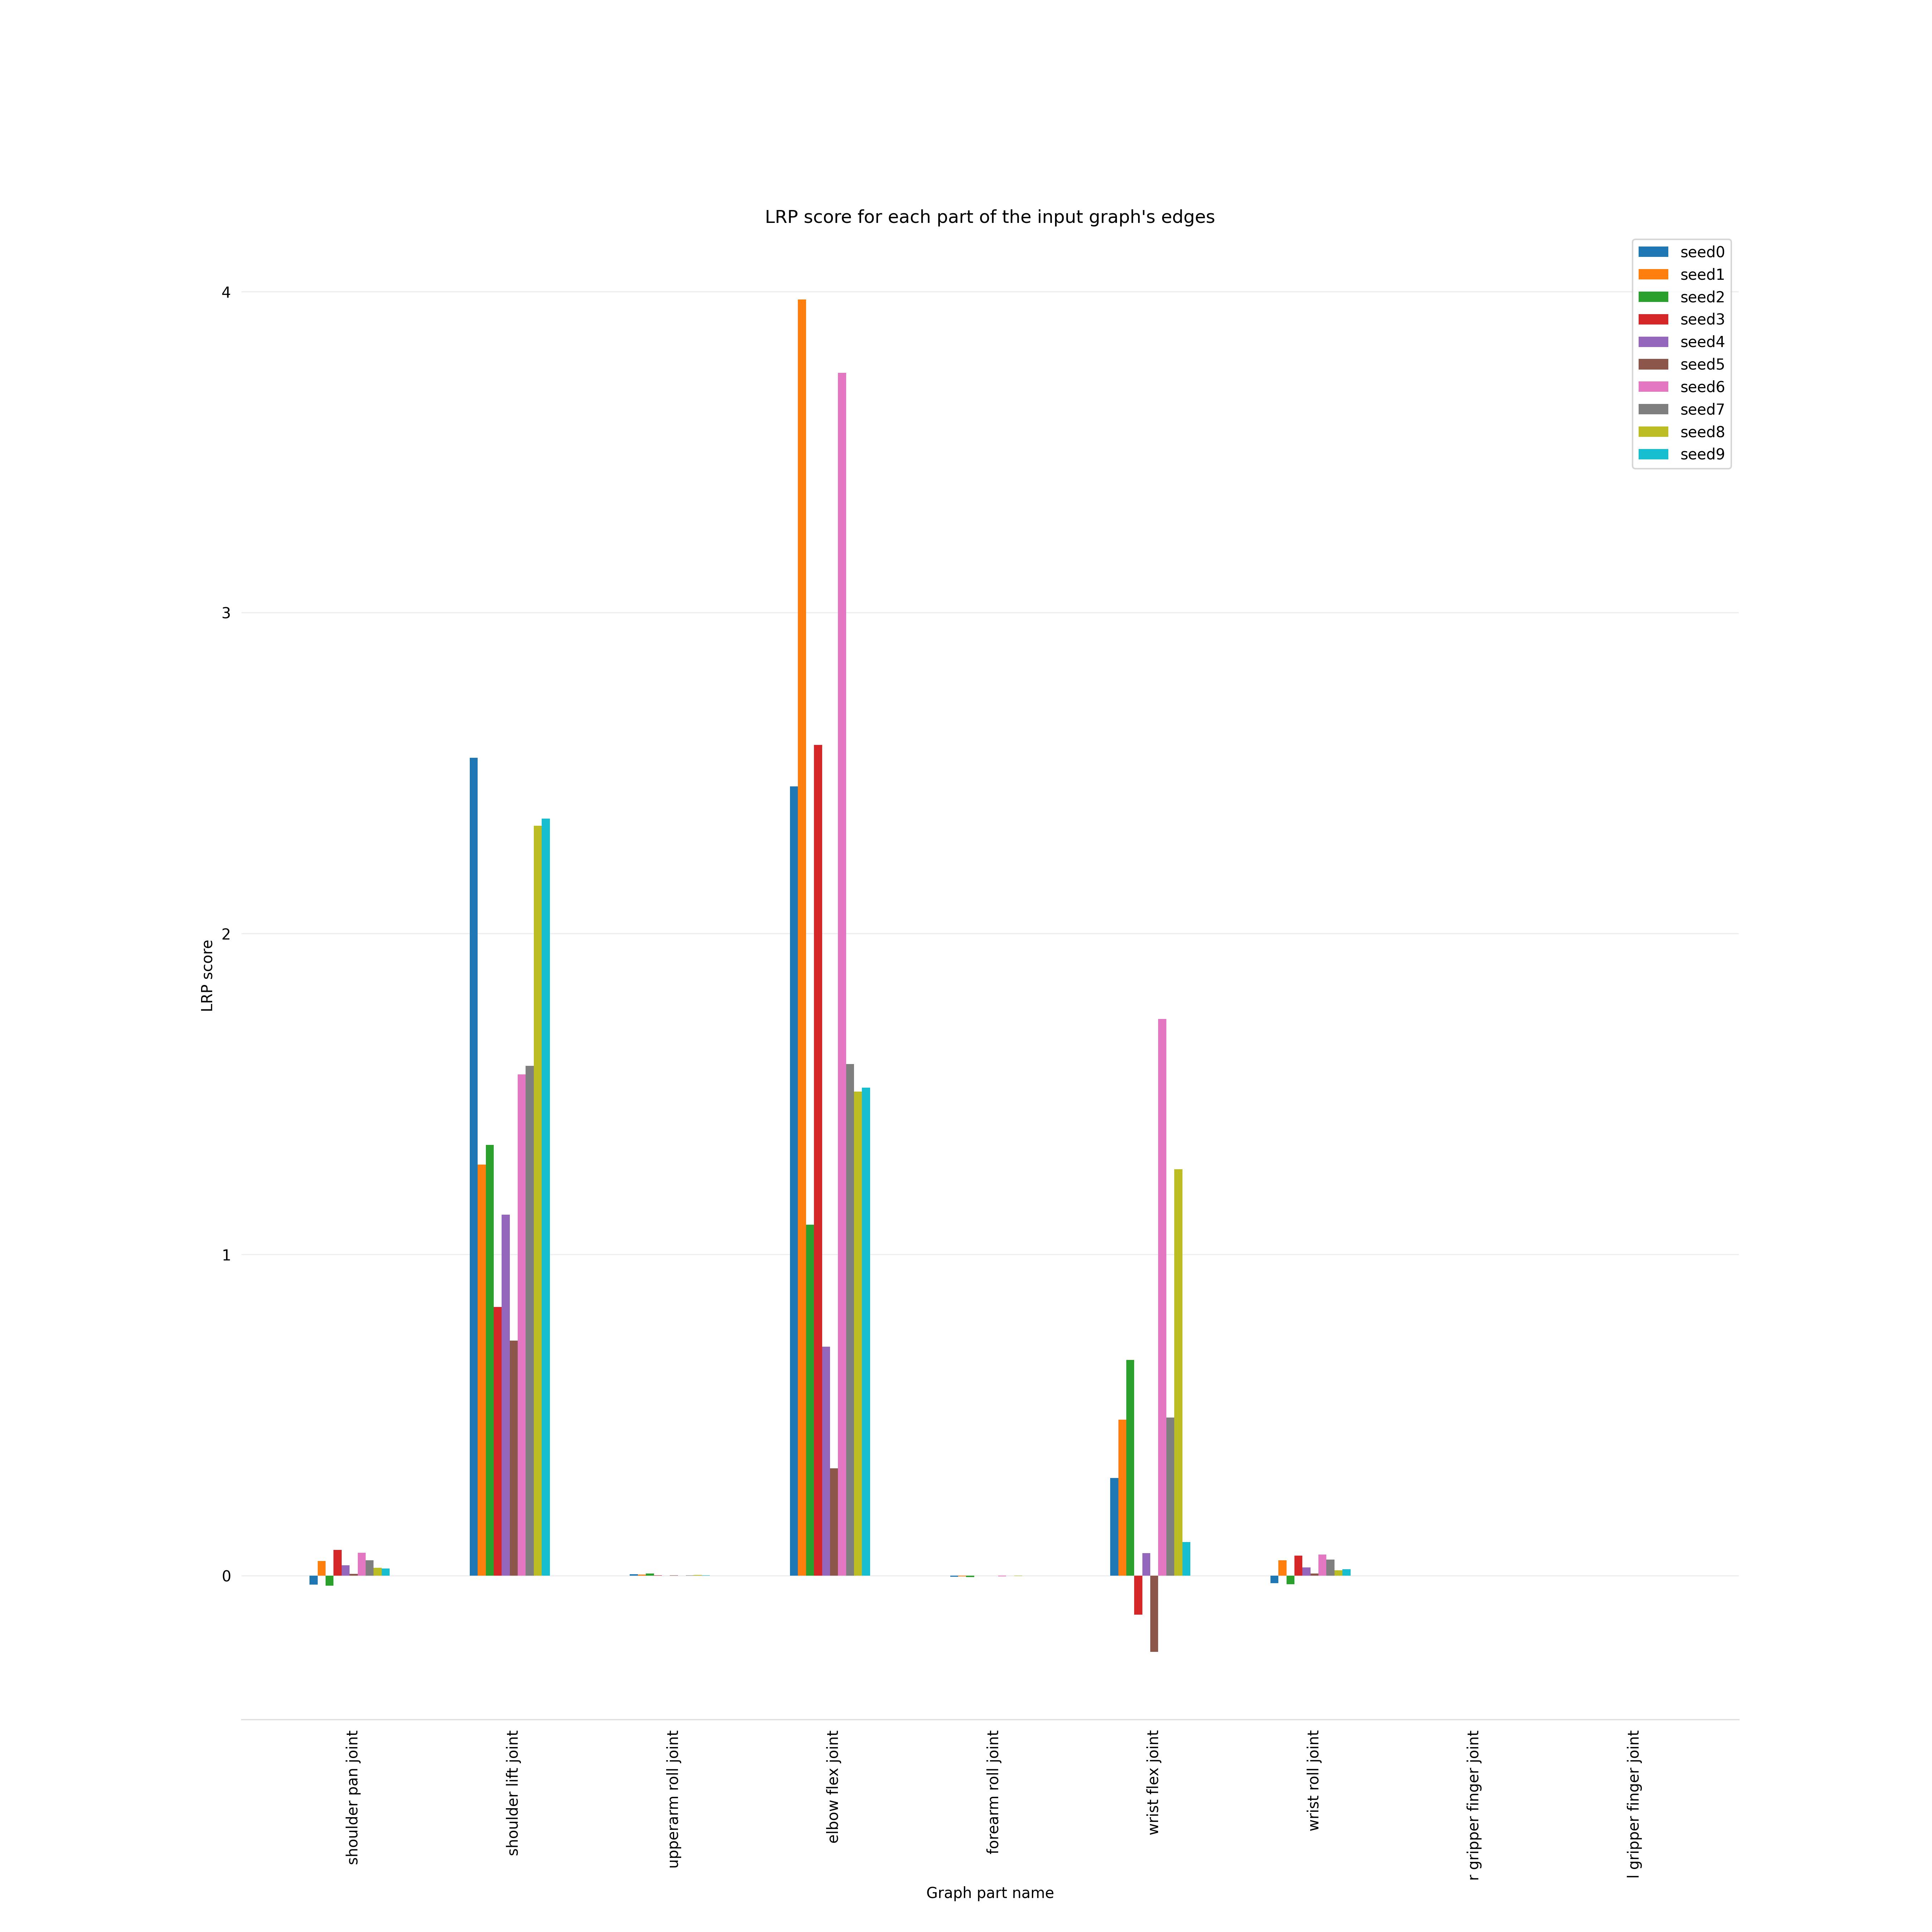 LRP score for each part of the input graph's edges
seed0
seed1
seed2
seed3
seed4
seed5
seed6
seed7
seed8
seed9
4
3
2
1
0
LRP score
shoulder pan joint
shoulder lift joint
upperarm roll joint
elbow flex joint
forearm roll joint
wrist flex joint
wrist roll joint
r gripper finger joint
l gripper finger joint
Graph part name